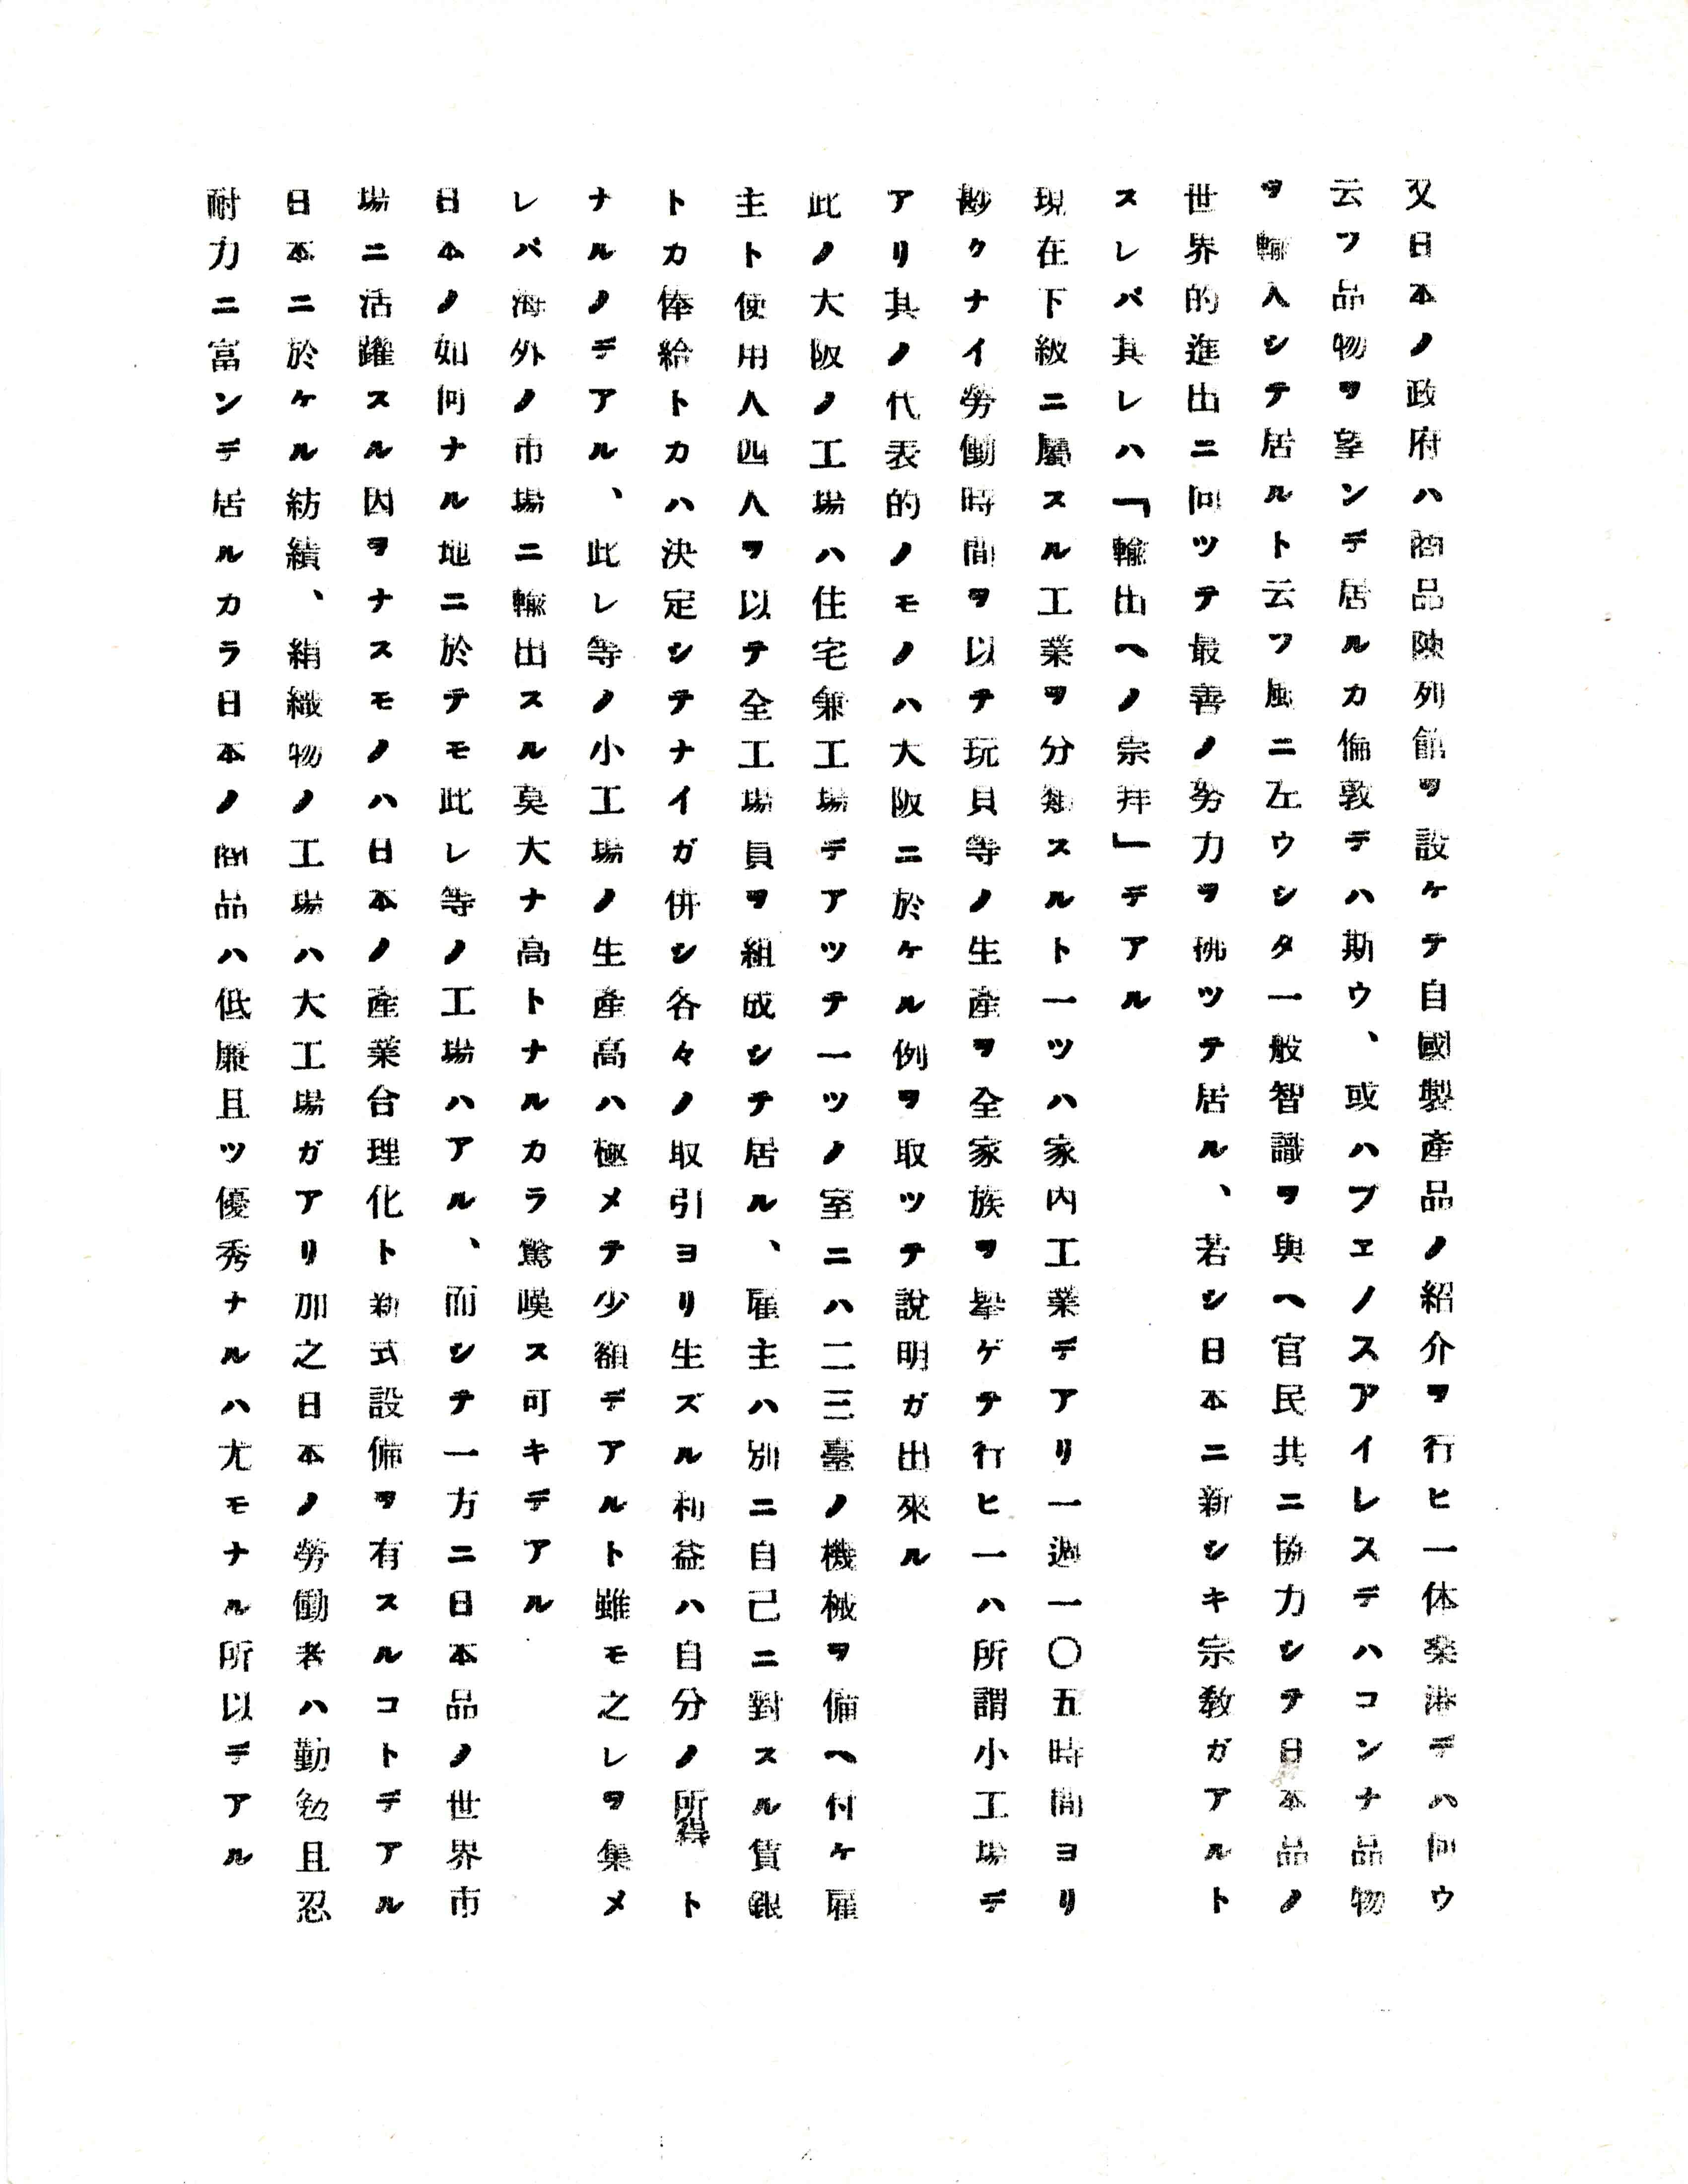 又日本ノ政府ハ商品陳列館ヲ設ケテ自國製產品ノ紹介ヲ行ヒ一体桒港デハ何ウ
云フ品物ヲ望ンデ居ルカ倫敦デハ斯ウ、或ハブエノスアイレスデハコンナ品物
ヲ輸入シテ居ルト云フ風ニ左ウシタ一般智識ヲ與ヘ官民共ニ協力シテ日本品ノ
世界的進出ニ向ツテ最善ノ努力ヲ拂ツテ居ル、若シ日本ニ新シキ宗教ガアルト
スレバ其レハ「輸出ヘノ崇拜」デアル
現在下級ニ屬スル工業ヲ分類スルト一ツハ家内工業デアリ一週一〇五時間ヨリ
尠クナイ勞働時間ヲ以テ玩具等ノ生產ヲ全家族ヲ擧ゲテ行ヒ一ハ所謂小工場デ
アリ其ノ代表的ノモノハ大阪ニ於ケル例ヲ取ツテ說明ガ出來ル
此ノ大阪ノ工場ハ住宅兼工場デアツテ一ツノ室ニハ二三臺ノ機械ヲ備ヘ付ケ雇
主ト使用人四人ヲ以テ全工場員ヲ組成シテ居ル、雇主ハ別ニ自己ニ對スル賃銀
トカ俸給トカハ決定シテナイガ併シ各々ノ取引ヨリ生ズル利益ハ自分ノ所得ト
ナルノデアル、此レ等ノ小工場ノ生產高ハ極メテ少額デアルト雖モ之レヲ集メ
レバ海外ノ市場ニ輸出スル莫大ナ高トナルカラ驚嘆ス可キデアル
日本ノ如何ナル地ニ於テモ此レ等ノ工場ハアル、而シテ一方ニ日本品ノ世界市
場ニ活躍スル因ヲナスモノハ日本ノ產業合理化ト新式設備ヲ有スルコトデアル
日本ニ於ケル紡績、絹織物ノ工場ハ大工場ガアリ加之日本ノ勞働者ハ勤勉且忍
耐力ニ富ンデ居ルカラ日本ノ商品ハ低廉且ツ優秀ナルハ尤モナル所以デアル